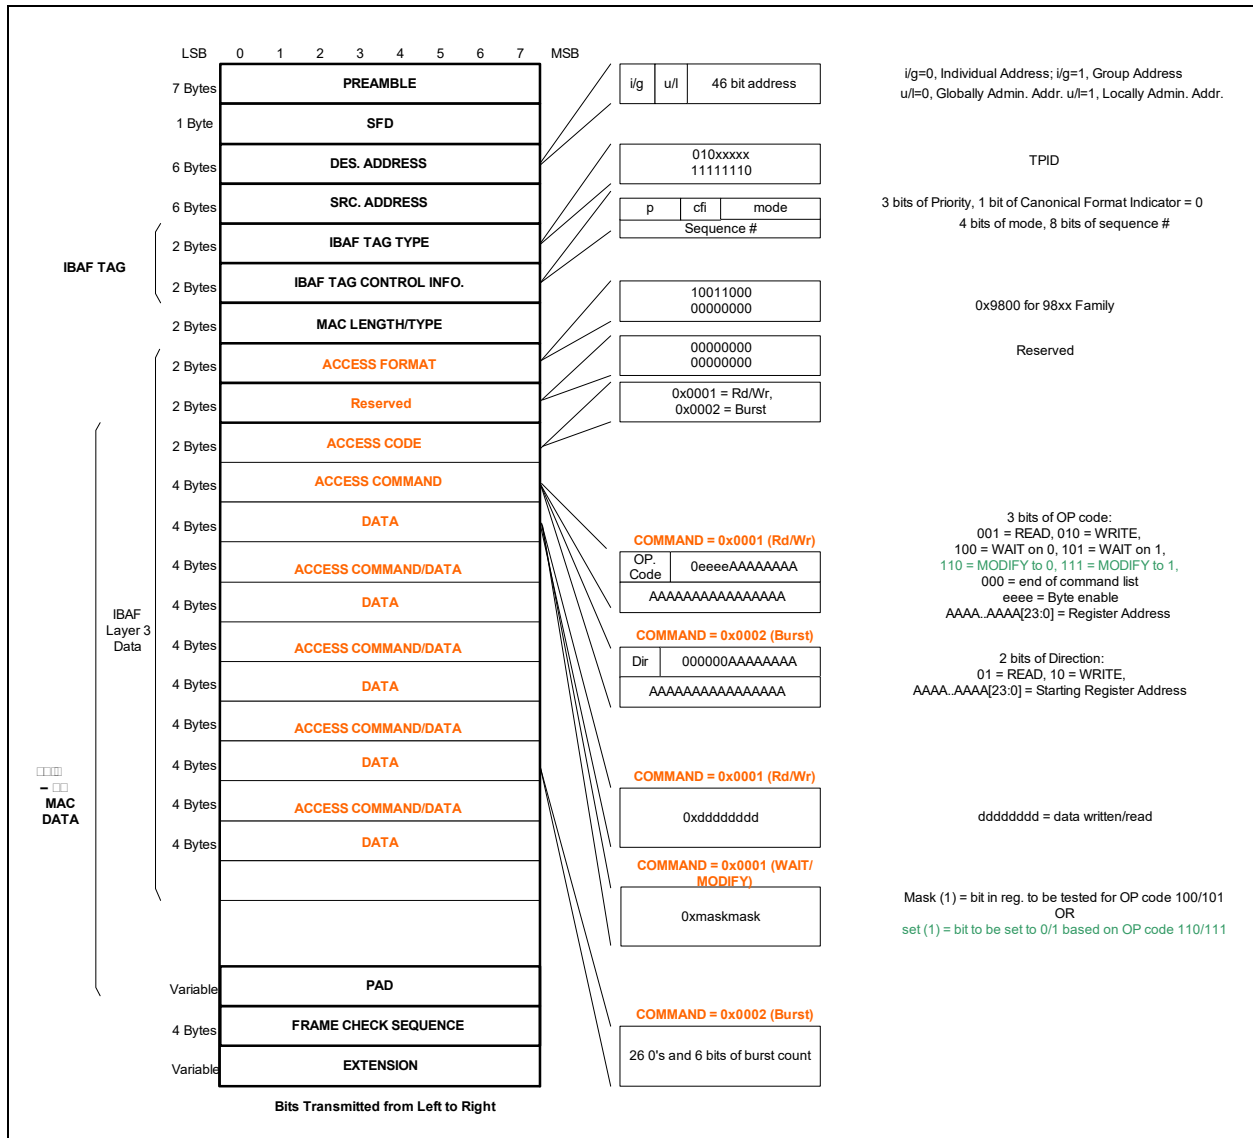 LSB 0 1 2 3 4 5 6 7 MSB
7 Bytes PREAMBLE
1 Byte SFD
6 Bytes DES. ADDRESS
6 Bytes SRC. ADDRESS
IBAF TAG
2 Bytes IBAF TAG TYPE
2 Bytes IBAF TAG CONTROL INFO.
2 Bytes MAC LENGTH/TYPE
2 Bytes ACCESS FORMAT
2 Bytes Reserved
2 Bytes ACCESS CODE
4 Bytes ACCESS COMMAND
4 Bytes DATA
4 Bytes ACCESS COMMAND/DATA
4 Bytes DATA
4 Bytes ACCESS COMMAND/DATA
4 Bytes DATA
4 Bytes ACCESS COMMAND/DATA
4 Bytes DATA
4 Bytes ACCESS COMMAND/DATA
4 Bytes DATA
IBAF
Layer 3
Data
–
MAC
DATA
Variable PAD
4 Bytes FRAME CHECK SEQUENCE
Variable EXTENSION
Bits Transmitted from Left to Right
i/g u/l 46 bit address
i/g=0, Individual Address; i/g=1, Group Address
u/l=0, Globally Admin. Addr. u/l=1, Locally Admin. Addr.
010xxxxx
11111110
TPID
p cfi mode
Sequence #
3 bits of Priority, 1 bit of Canonical Format Indicator = 0
4 bits of mode, 8 bits of sequence #
10011000
00000000
0x9800 for 98xx Family
00000000
00000000
Reserved
0x0001 = Rd/Wr,
0x0002 = Burst
COMMAND = 0x0001 (Rd/Wr)
OP.
Code
0eeeeAAAAAAAA
AAAAAAAAAAAAAAAA
3 bits of OP code:
001 = READ, 010 = WRITE,
100 = WAIT on 0, 101 = WAIT on 1,
110 = MODIFY to 0, 111 = MODIFY to 1,
000 = end of command list
eeee = Byte enable
AAAA..AAAA[23:0] = Register Address
COMMAND = 0x0002 (Burst)
Dir 000000AAAAAAAA
AAAAAAAAAAAAAAAA
2 bits of Direction:
01 = READ, 10 = WRITE,
AAAA..AAAA[23:0] = Starting Register Address
COMMAND = 0x0001 (Rd/Wr)
0xdddddddd
dddddddd = data written/read
COMMAND = 0x0001 (WAIT/
MODIFY)
0xmaskmask
Mask (1) = bit in reg. to be tested for OP code 100/101
OR
set (1) = bit to be set to 0/1 based on OP code 110/111
COMMAND = 0x0002 (Burst)
26 0's and 6 bits of burst count